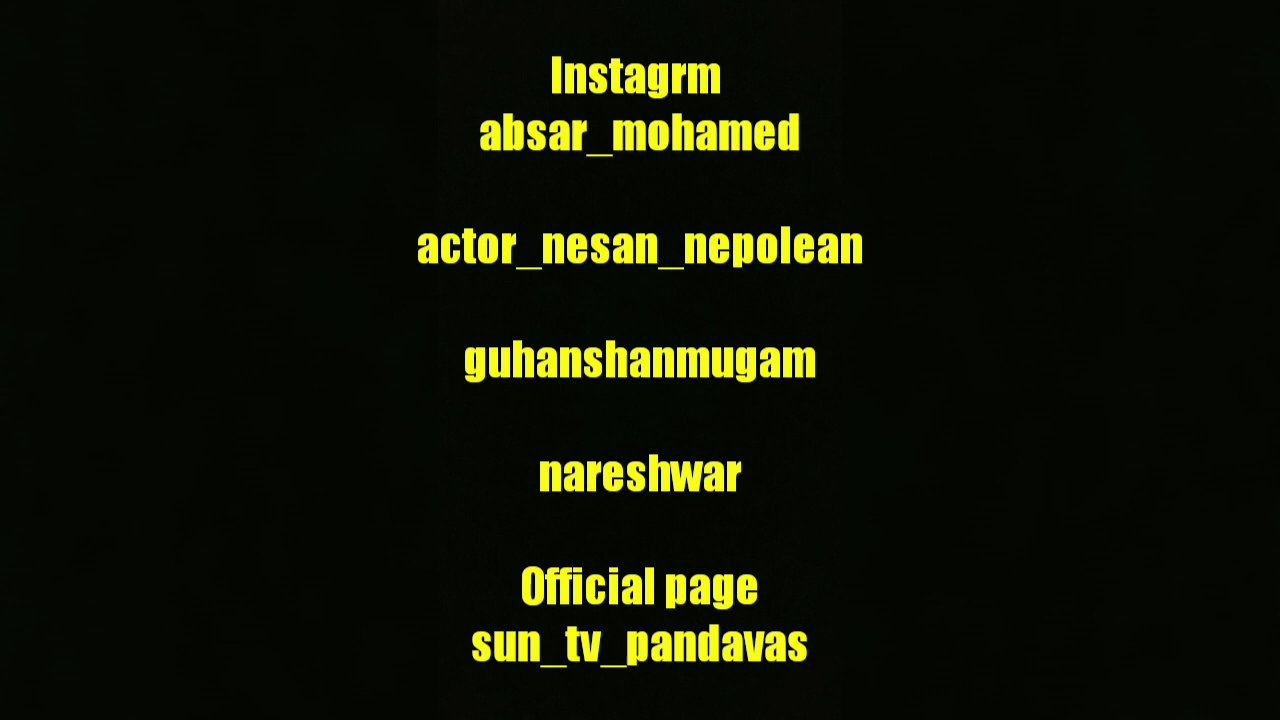 Instagrm
absar_mohamed
actor_nesan_nepolean
guhanshanmugam
nareshwar
Official page
sun_tv_pandavas